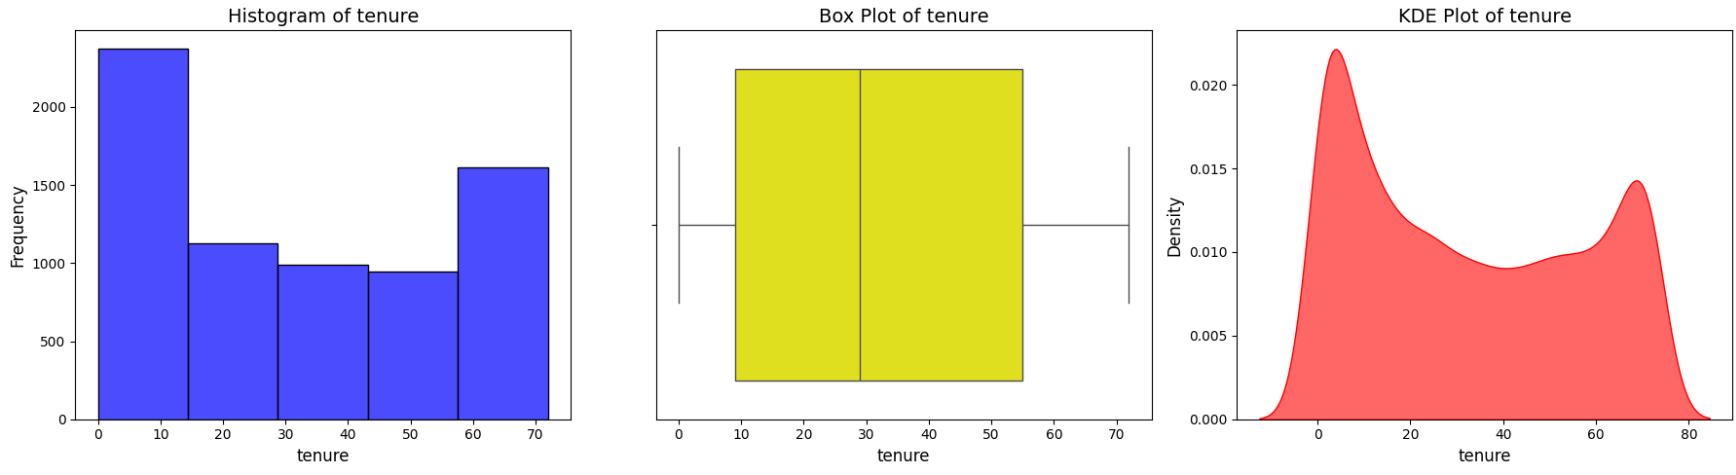 Histogram of tenure
Frequency
2000
1500
1000
500
0
0 10 20 30 40 50 60 70
tenure
Box Plot of tenure
0 10 20 30 40 50 60 70
tenure
KDE Plot of tenure
Density
0.020
0.015
0.010
0.005
0.000
0 20 40 60 80
tenure